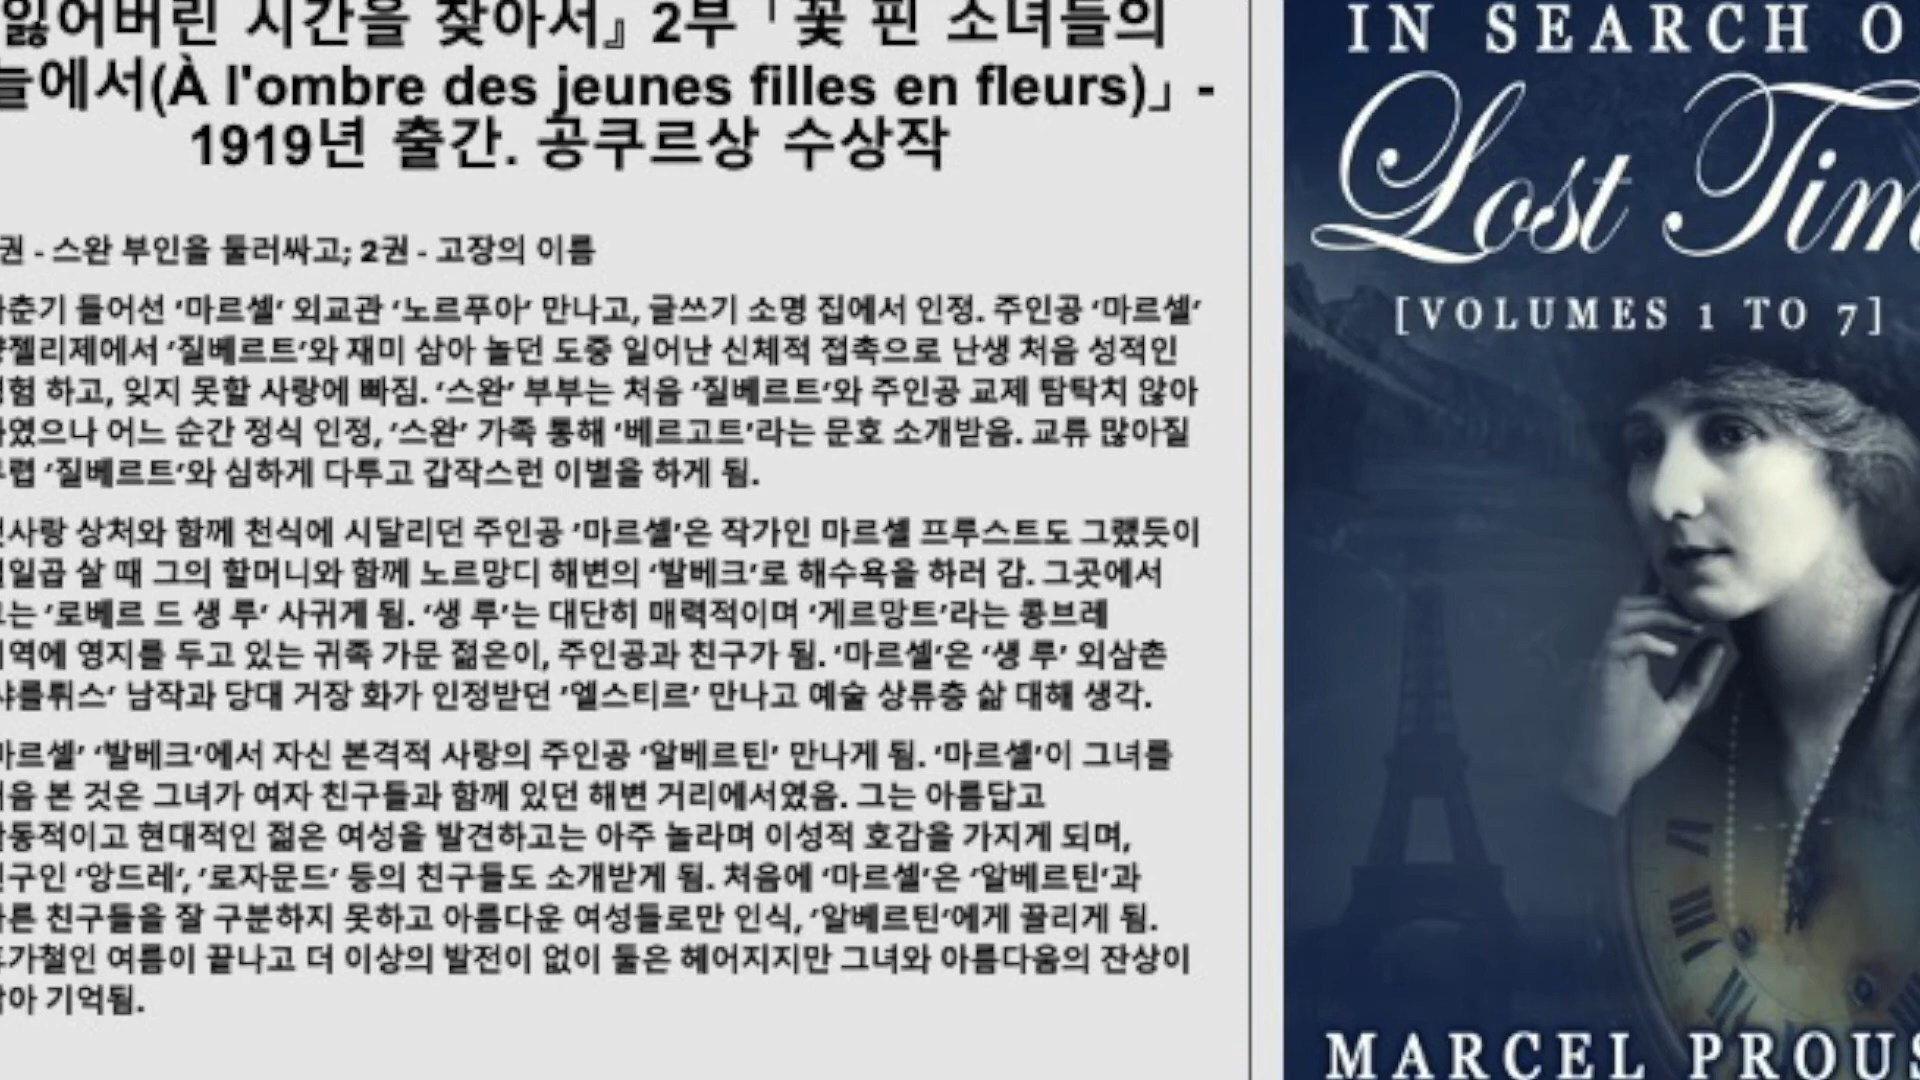 잃어버린 시간을 찾아서』 2부 「꽃 핀 소녀들의
늘에서(À l'ombre des jeunes filles en fleurs)」-
1919년 출간. 공쿠르상 수상작
권 - 스완 부인을 둘러싸고; 2권 - 고장의 이름
춘기 들어선 '마르셀' 외교관 '노르푸아' 만나고, 글쓰기 소명 집에서 인정. 주인공 '마르셀'
젤리제에서 '질베르트'와 재미 삼아 놀던 도중 일어난 신체적 접촉으로 난생 처음 성적인
험 하고, 잊지 못할 사랑에 빠짐. '스완' 부부는 처음 '질베르트'와 주인공 교제 탐탁치 않아
였으나 어느 순간 정식 인정, '스완' 가족 통해 '베르고트'라는 문호 소개받음. 교류 많아질
렵 '질베르트'와 심하게 다투고 갑작스런 이별을 하게 됨.
사랑 상처와 함께 천식에 시달리던 주인공 '마르셀'은 작가인 마르셀 프루스트도 그랬듯이
일곱 살 때 그의 할머니와 함께 노르망디 해변의 '발베크'로 해수욕을 하러 감. 그곳에서
는 '로베르 드 생 루' 사귀게 됨. '생 루'는 대단히 매력적이며 '게르망트'라는 콩브레
역에 영지를 두고 있는 귀족 가문 젊은이, 주인공과 친구가 됨. '마르셀'은 '생 루' 외삼촌
샤를뤼스' 남작과 당대 거장 화가 인정받던 '엘스티르' 만나고 예술 상류층 삶 대해 생각.
마르셀' '발베크'에서 자신 본격적 사랑의 주인공 '알베르틴' 만나게 됨. '마르셀'이 그녀를
음 본 것은 그녀가 여자 친구들과 함께 있던 해변 거리에서였음. 그는 아름답고
동적이고 현대적인 젊은 여성을 발견하고는 아주 놀라며 이성적 호감을 가지게 되며,
구인 '앙드레', '로자문드' 등의 친구들도 소개받게 됨. 처음에 '마르셀'은 '알베르틴'과
른 친구들을 잘 구분하지 못하고 아름다운 여성들로만 인식, '알베르틴'에게 끌리게 됨.
가철인 여름이 끝나고 더 이상의 발전이 없이 둘은 헤어지지만 그녀와 아름다움의 잔상이
아 기억됨.
IN SEARCH O
Lost Tim
[VOLUMES 1 TO 7]
MARCEL PROUS